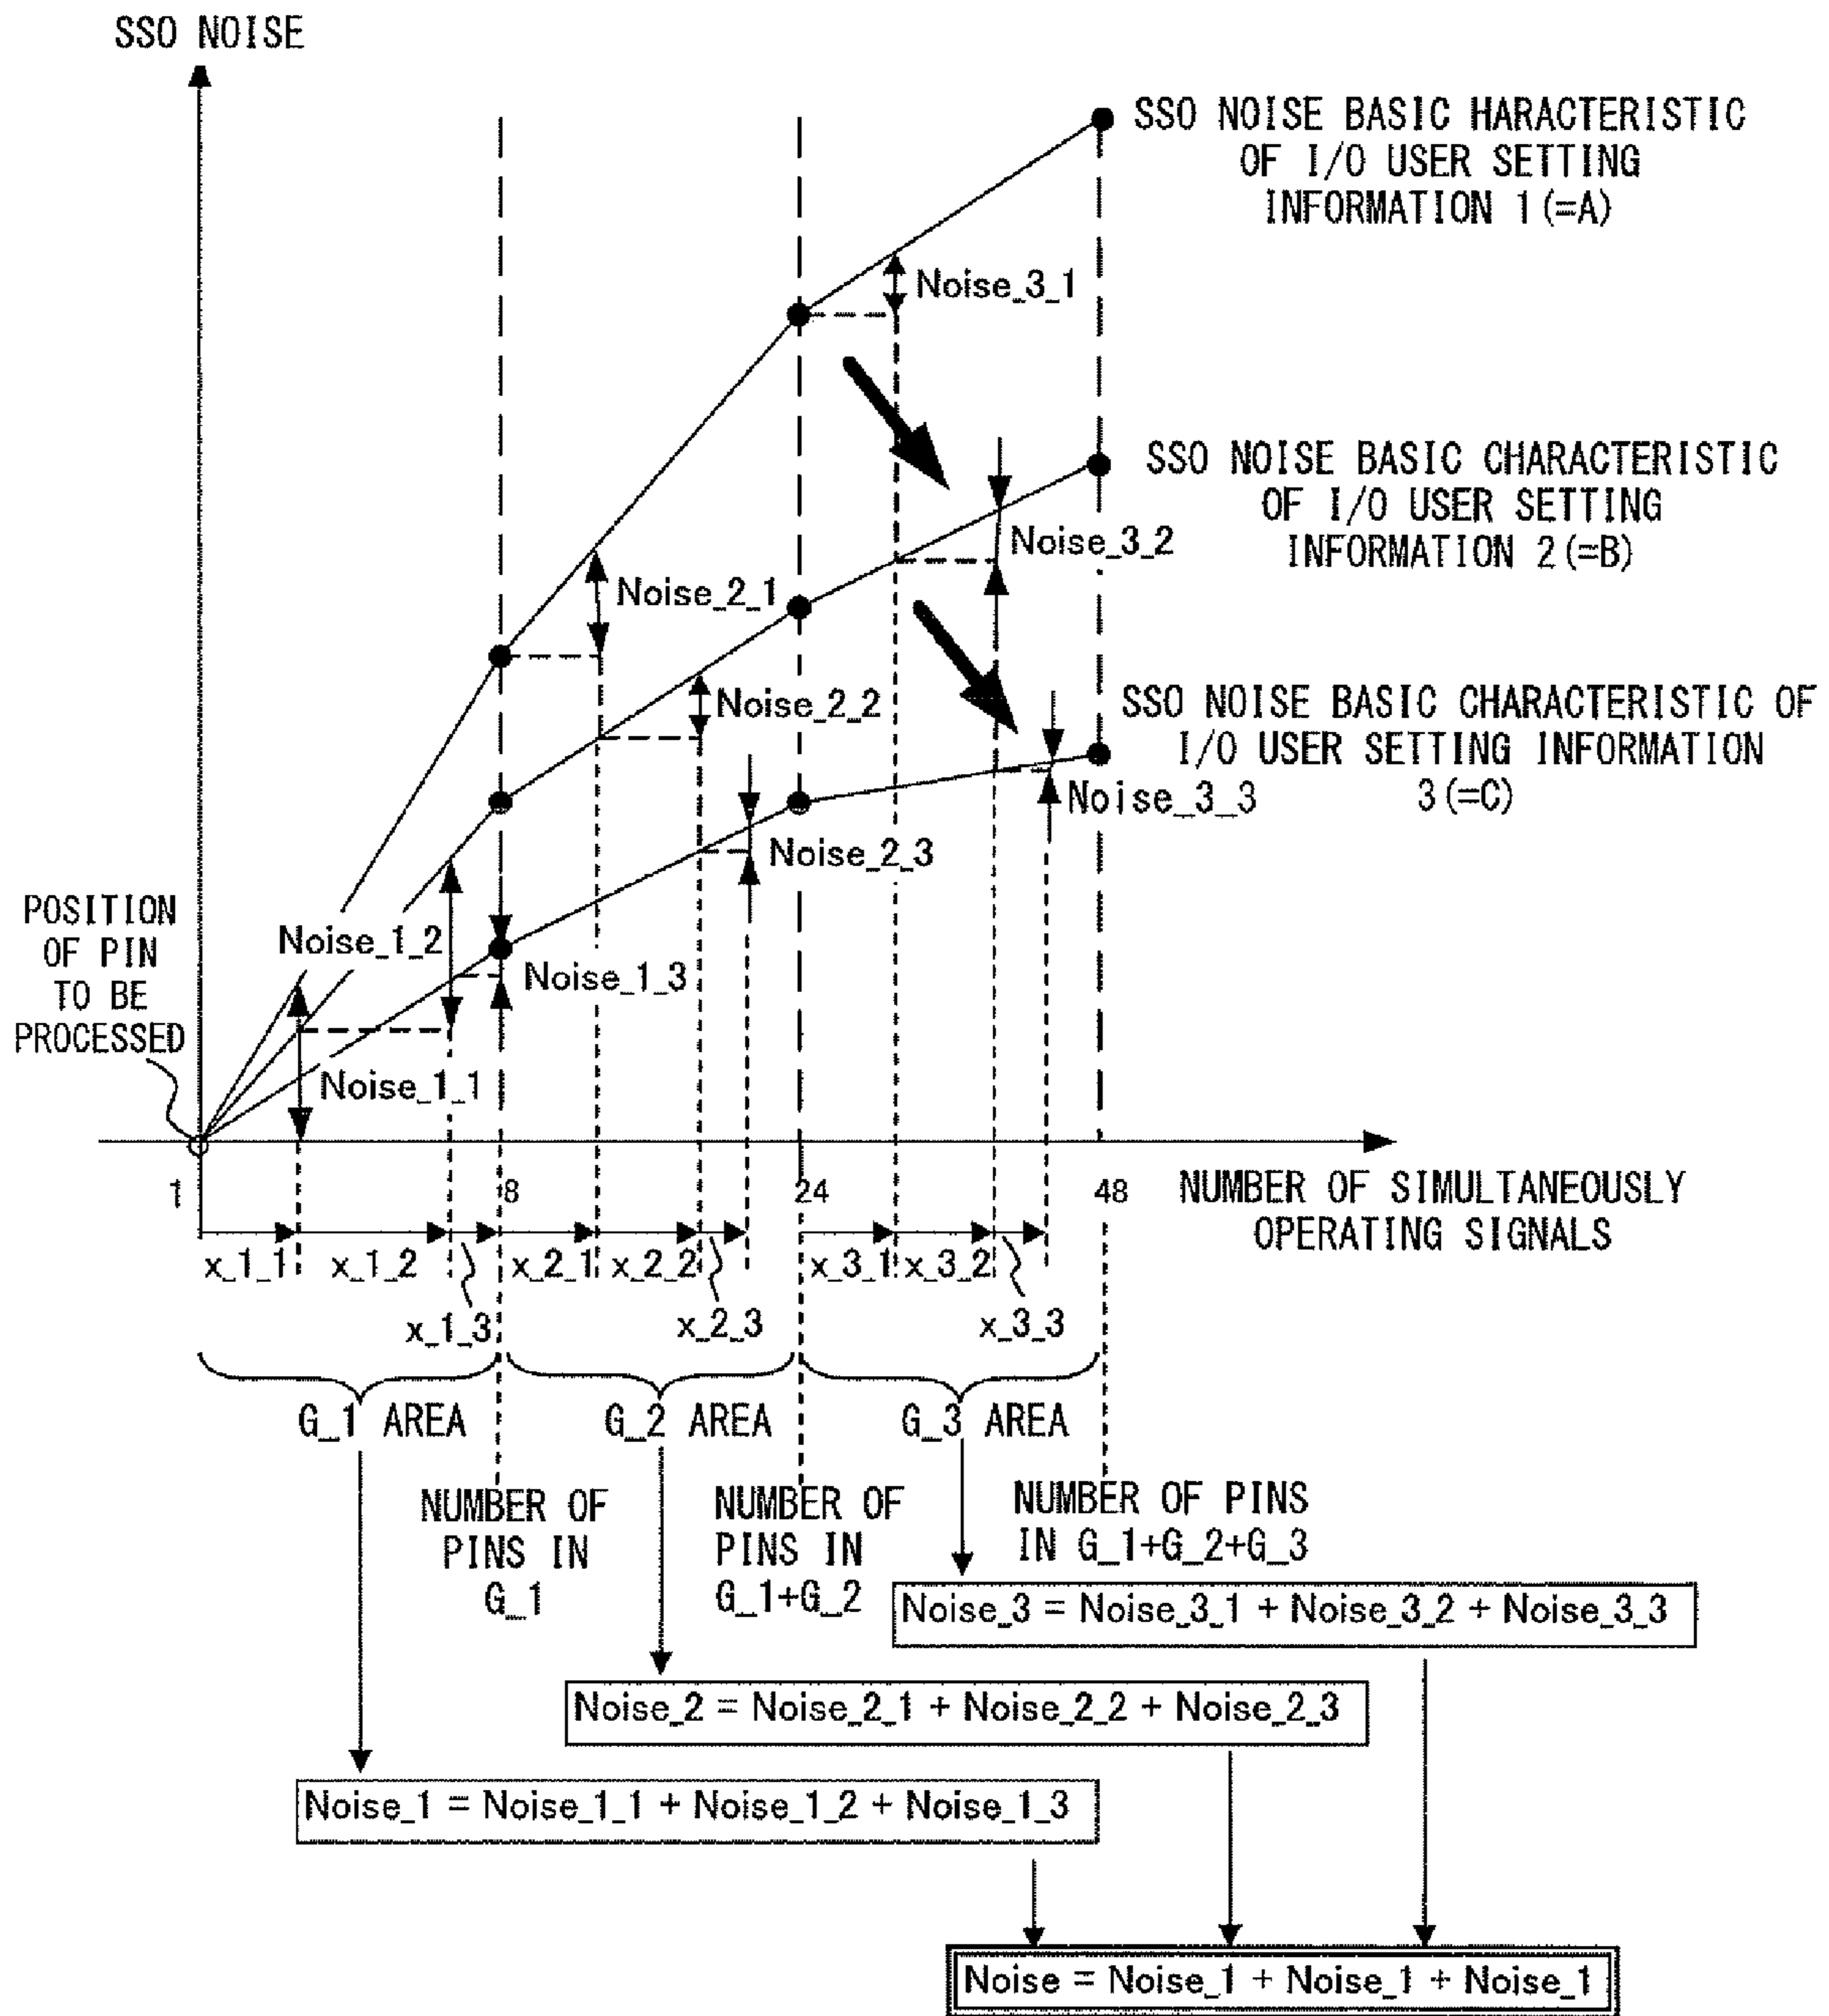 SSO NOISE
SSO NOISE BASIC HARACTERISTIC
OF I/O USER SETTING
INFORMATION 1(=A)
Noise_3_1
SSO NOISE BASIC CHARACTERISTIC
OF I/O USER SETTING
INFORMATION 2(=B)
Noise_3_2
Noise_2_1
SSO NOISE BASIC CHARACTERISTIC OF
I/O USER SETTING INFORMATION
3(=C)
Noise_2_2
Noise_3_3
Noise_2_3
POSITION
OF PIN
TO BE
PROCESSED
Noise_1_2
Noise_1_3
Noise_1_1
1
8
24
48
NUMBER OF SIMULTANEOUSLY
OPERATING SIGNALS
x_1_1
x_1_2
x_2_1
x_2_2
x_3_1
x_3_2
x_1_3
x_2_3
x_3_3
G_1 AREA
G_2 AREA
G_3 AREA
NUMBER OF
PINS IN
G_1
NUMBER OF
PINS IN
G_1+G_2
NUMBER OF PINS
IN G_1+G_2+G_3
Noise_3 = Noise_3_1 + Noise_3_2 + Noise_3_3
Noise_2 = Noise_2_1 + Noise_2_2 + Noise_2_3
Noise_1 = Noise_1_1 + Noise_1_2 + Noise_1_3
Noise = Noise_1 + Noise_1 + Noise_1